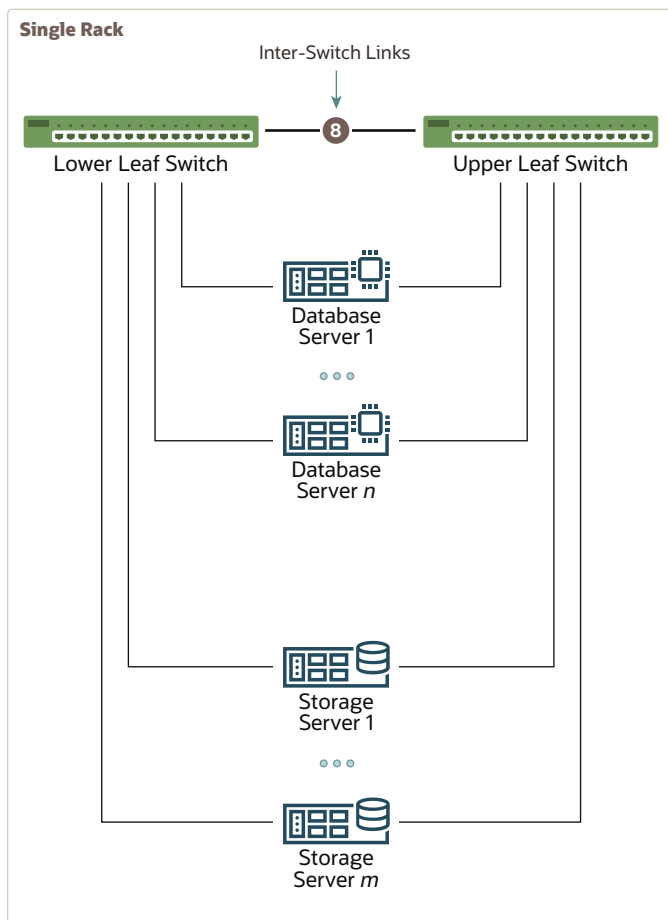 Single Rack
Inter-Switch Links
8
Lower Leaf Switch
Upper Leaf Switch
Database
Server 1
Database
Server n
Storage
Server 1
Storage
Server m